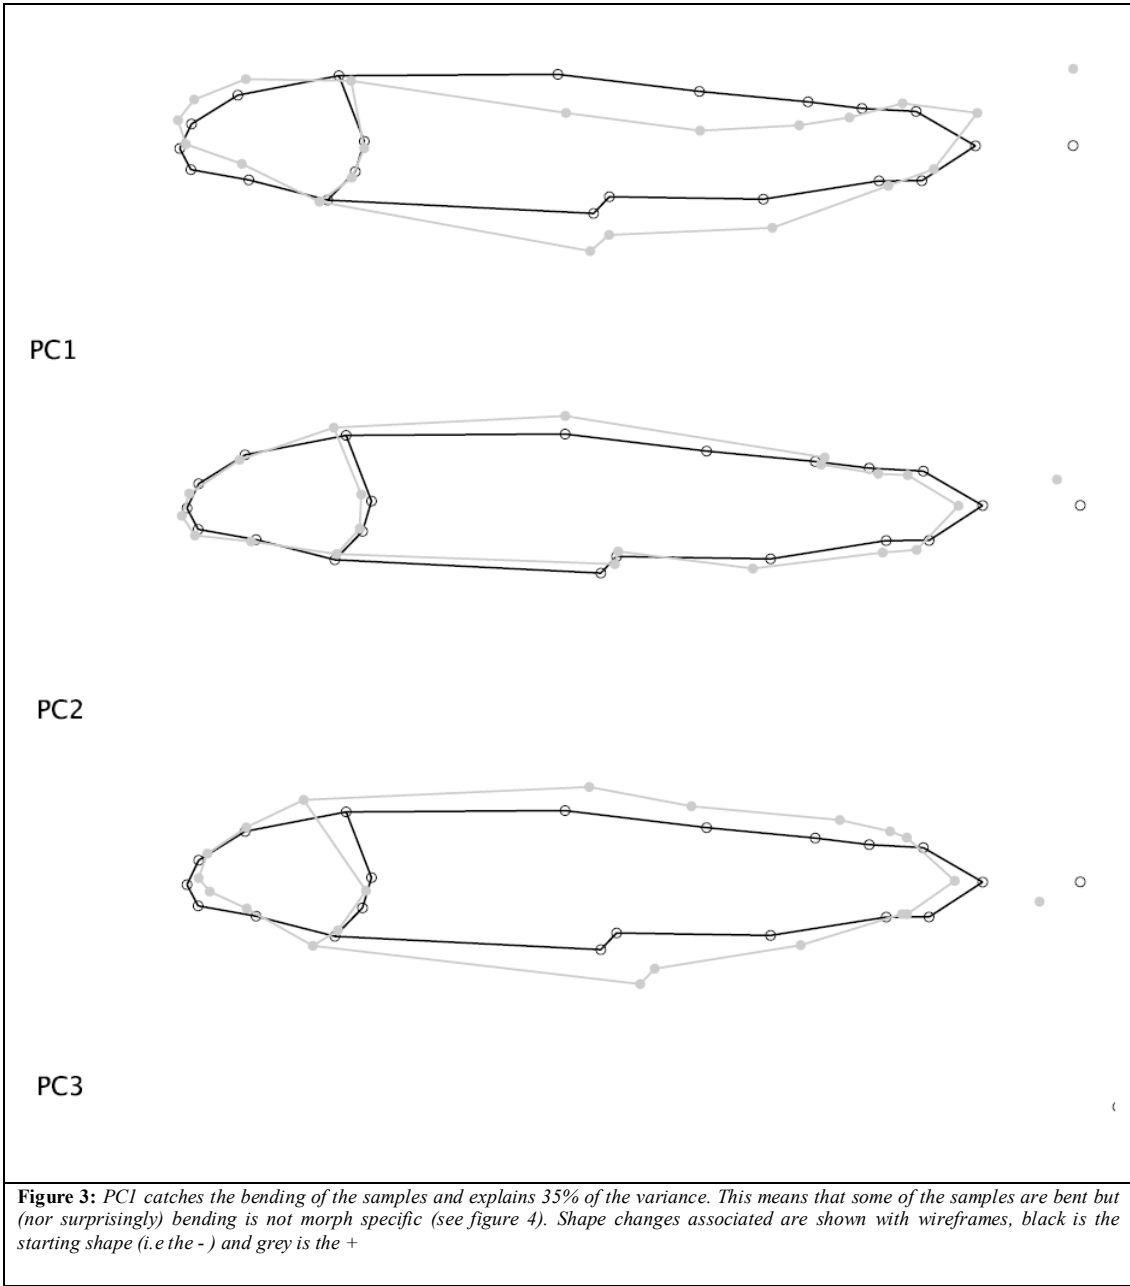 PC1
PC2
PC3
Figure 3: PC1 catches the bending of the samples and explains 35% of the variance. This means that some of the samples are bent but
(nor surprisingly) bending is not morph specific (see figure 4). Shape changes associated are shown with wireframes, black is the
starting shape (i.e the - ) and grey is the +